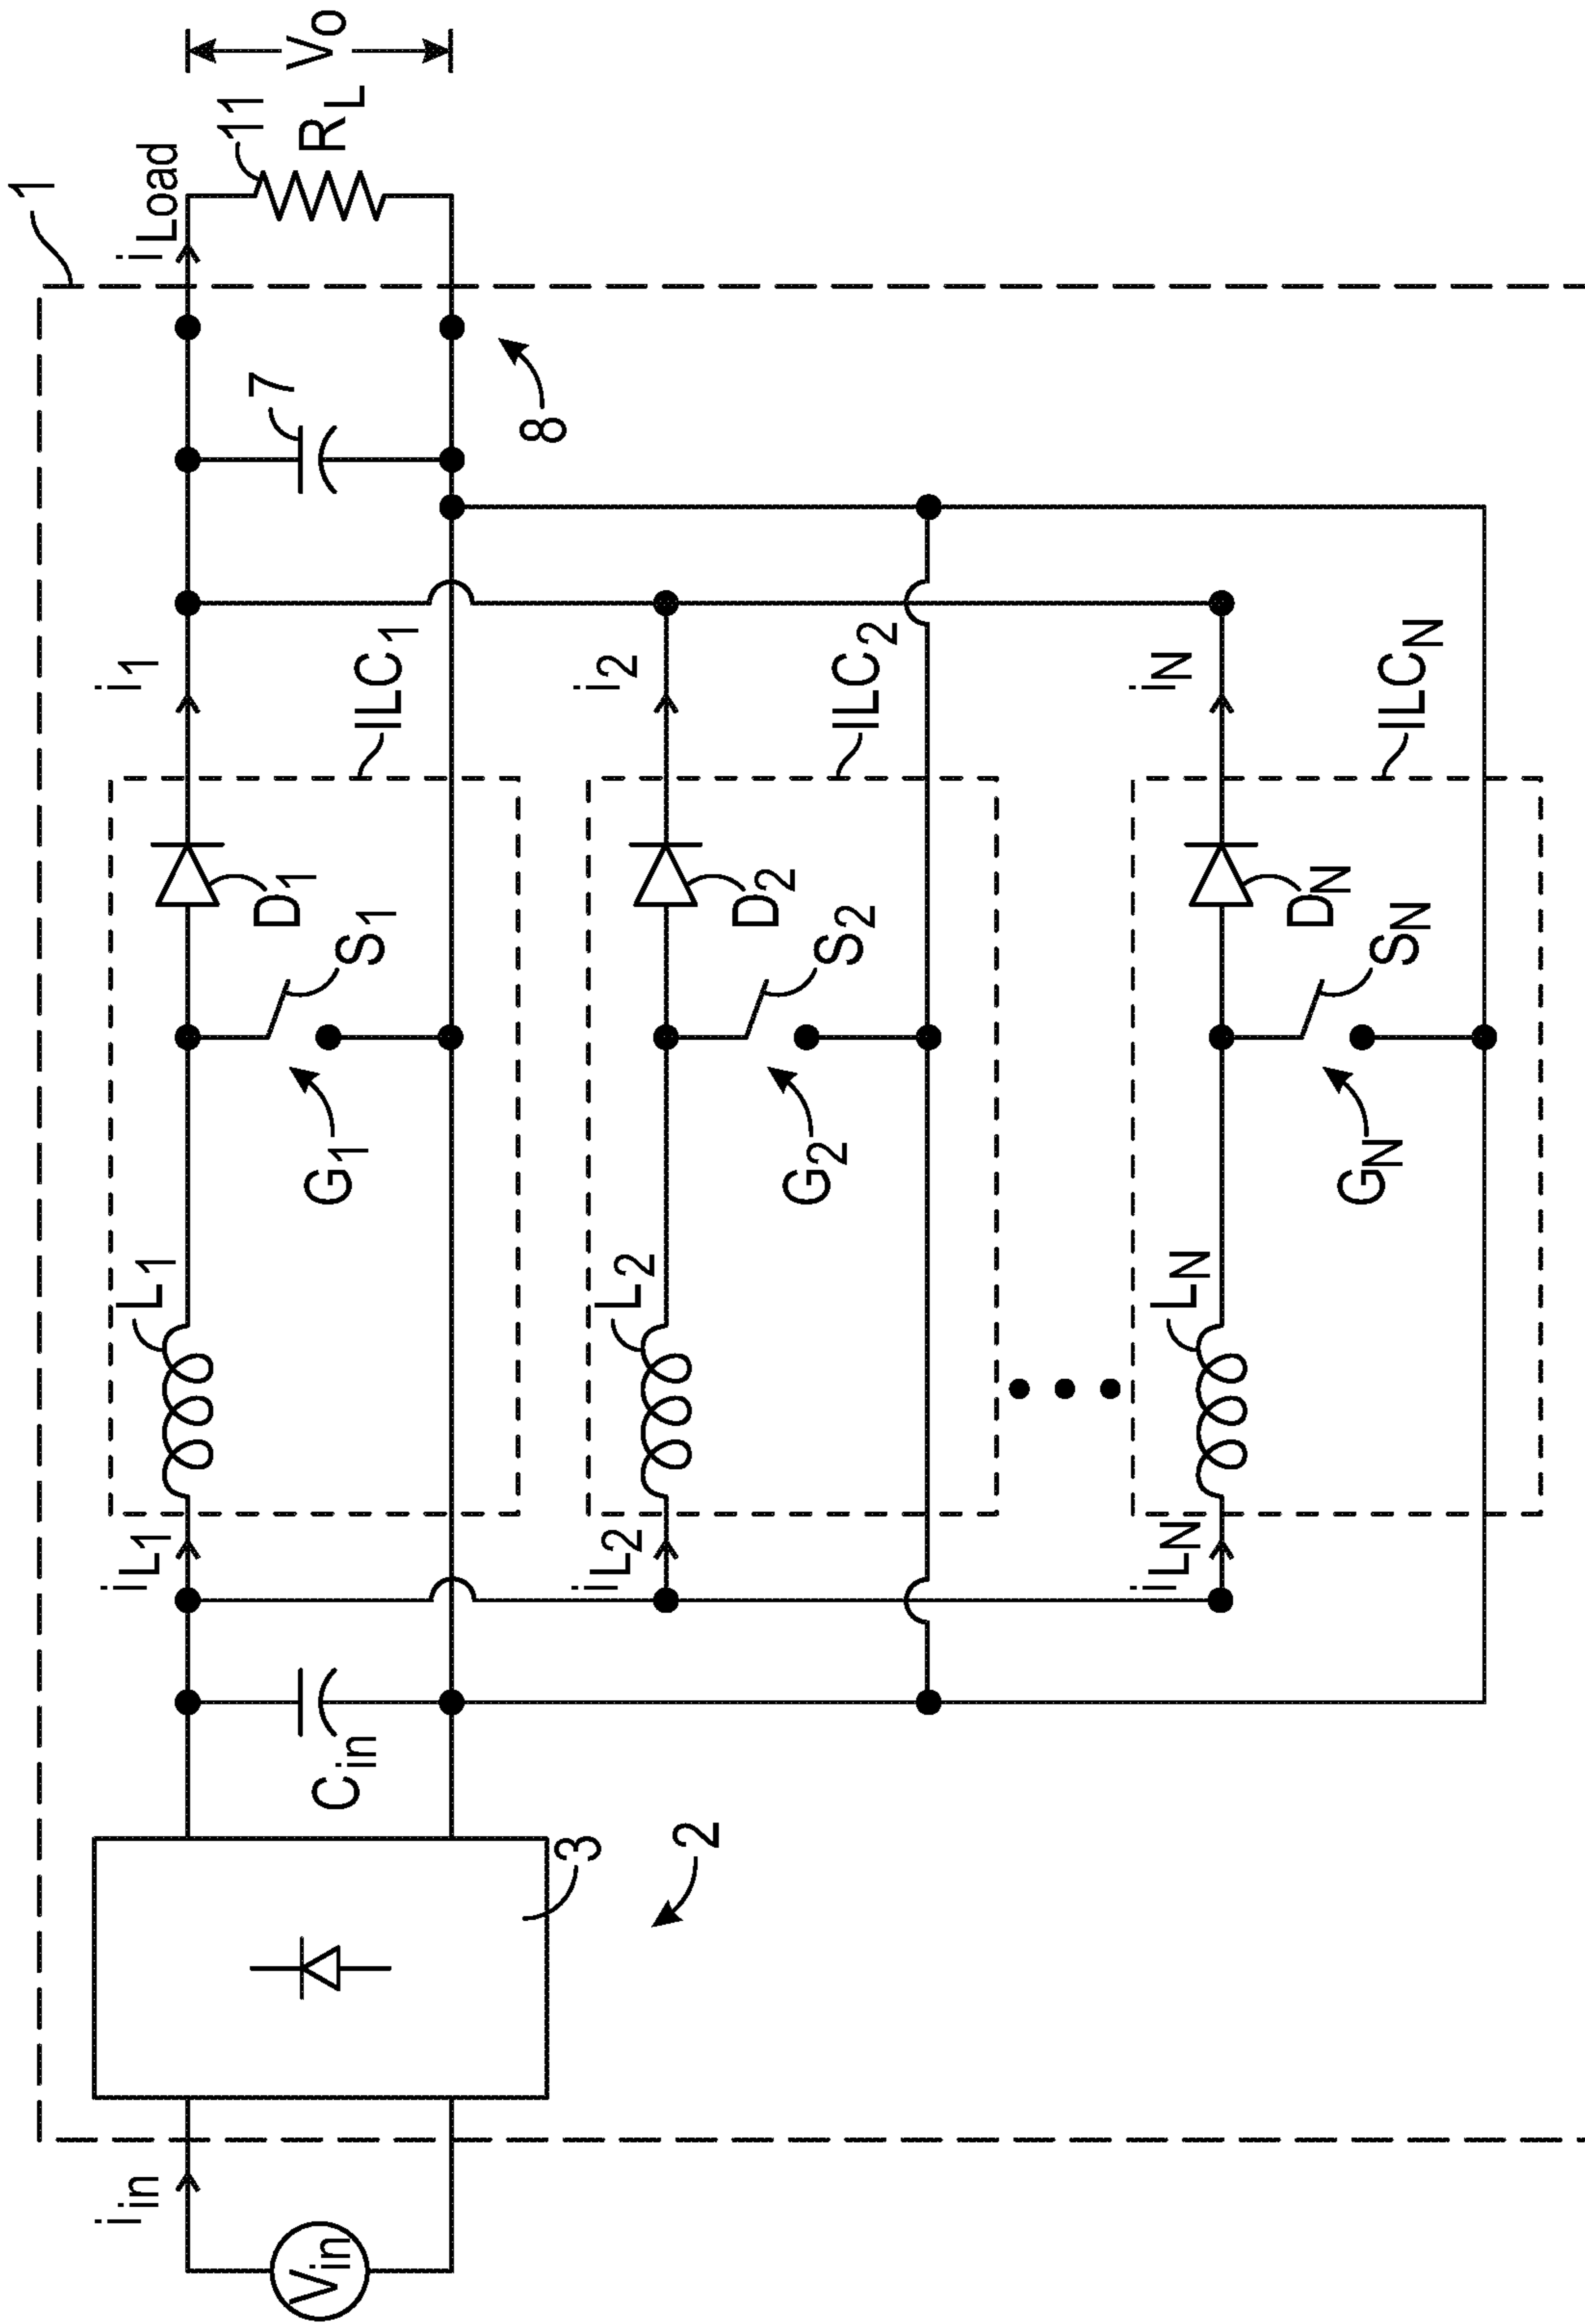 1
iin
Vin
3
2
Cin
iL1
L1
G1
S1
D1
ILC1
i1
7
8
iLoad
11
RL
Vo
iL2
L2
G2
S2
D2
ILC2
i2
iLN
LN
GN
SN
DN
ILCN
iN